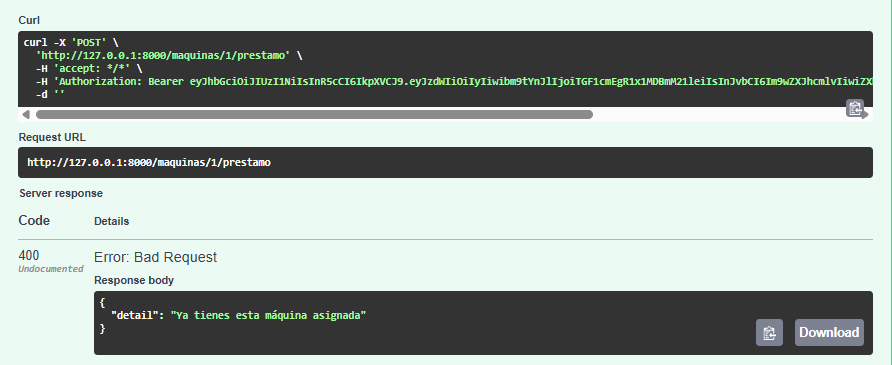 Curl
curl -X 'POST' \
'http://127.0.0.1:8000/maquinas/1/prestamo' \
-H 'accept: */*' \
-H 'Authorization: Bearer eyJhbGciOiJIUzI1NiIsInR5cCI6IkpXVCJ9.eyJzdWIiOiIyIiwibm9tYnJlIjoiTGF1cmEgR1x1MDBmM21leiIsInJvbCI6Im9wZXJhcmlvIiwiZX
-d ''
Request URL
http://127.0.0.1:8000/maquinas/1/prestamo
Server response
Code Details
400 Error: Bad Request
Undocumented
Response body
{
"detail": "Ya tienes esta máquina asignada"
}
Download